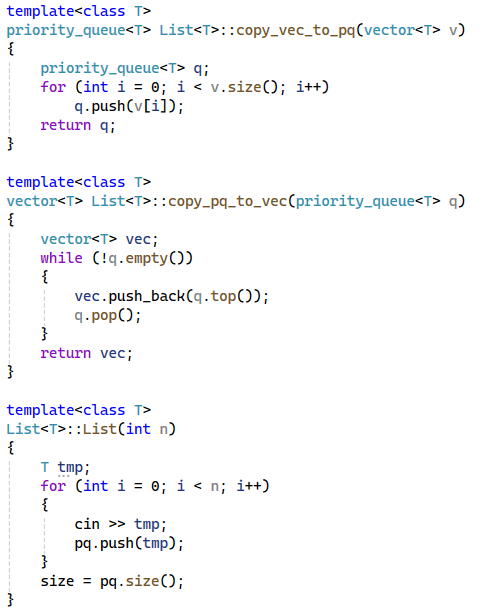 template<class T>
priority_queue<T> List<T>::copy_vec_to_pq(vector<T> v)
{
    priority_queue<T> q;
    for (int i = 0; i < v.size(); i++)
        q.push(v[i]);
    return q;
}

template<class T>
vector<T> List<T>::copy_pq_to_vec(priority_queue<T> q)
{
    vector<T> vec;
    while (!q.empty())
    {
        vec.push_back(q.top());
        q.pop();
    }
    return vec;
}

template<class T>
List<T>::List(int n)
{
    T tmp;
    for (int i = 0; i < n; i++)
    {
        cin >> tmp;
        pq.push(tmp);
    }
    size = pq.size();
}